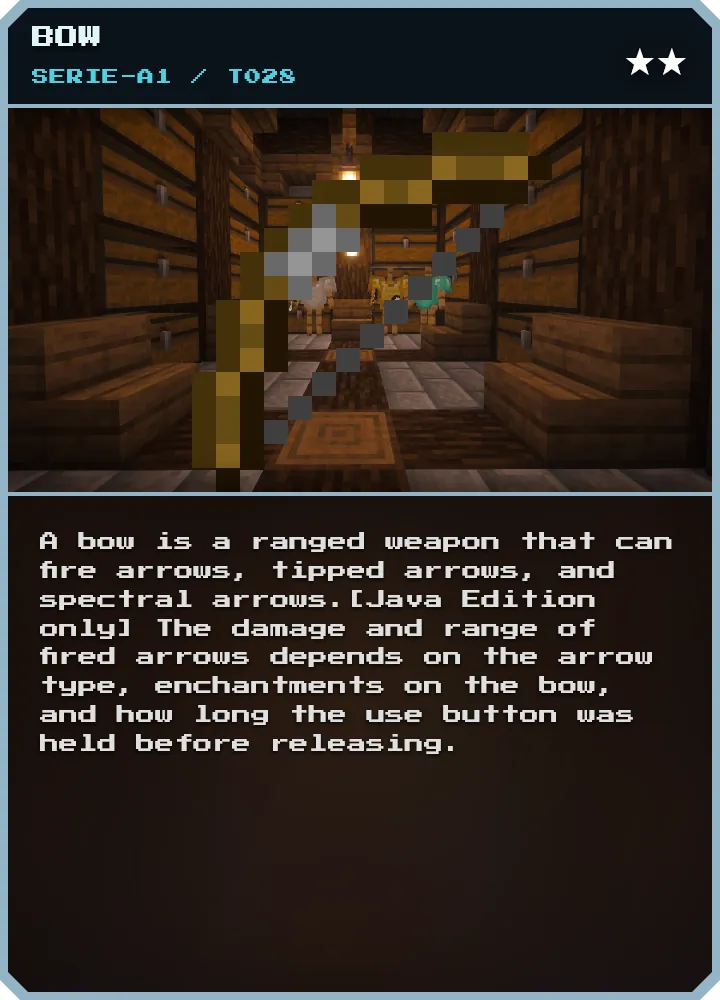 BOW
SERIE-A1 / T028
★★
A bow is a ranged weapon that can
fire arrows, tipped arrows, and
spectral arrows.[Java Edition
only] The damage and range of
fired arrows depends on the arrow
type, enchantments on the bow,
and how long the use button was
held before releasing.